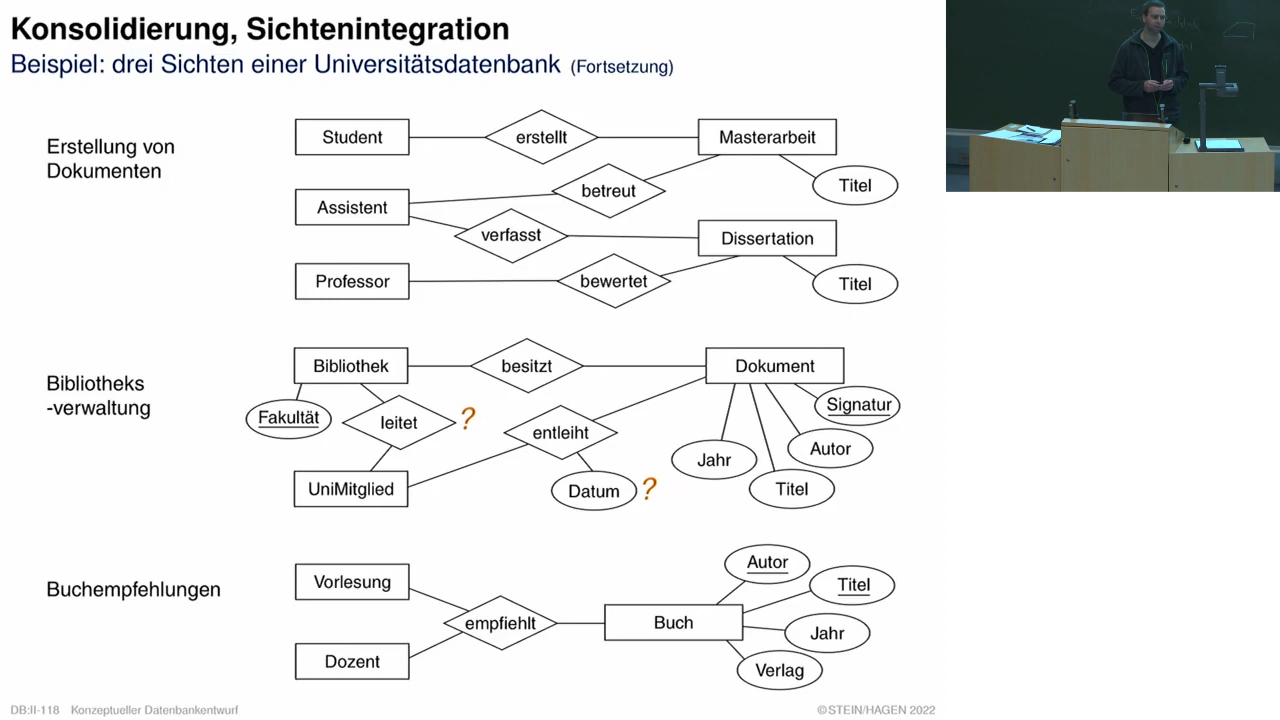 Konsolidierung, Sichtenintegration
Beispiel: drei Sichten einer Universitätsdatenbank (Fortsetzung)
Erstellung von
Dokumenten
Student
erstellt
Masterarbeit
Titel
betreut
Assistent
verfasst
Dissertation
Titel
Professor
bewertet
Bibliotheks
-verwaltung
Bibliothek
besitzt
Dokument
Fakultät
leitet
?
entleiht
Signatur
Autor
Jahr
Titel
UniMitglied
Datum
?
Buchempfehlungen
Vorlesung
empfiehlt
Buch
Autor
Titel
Jahr
Verlag
Dozent
DB:II-118 Konzeptueller Datenbankentwurf
©STEIN/HAGEN 2022